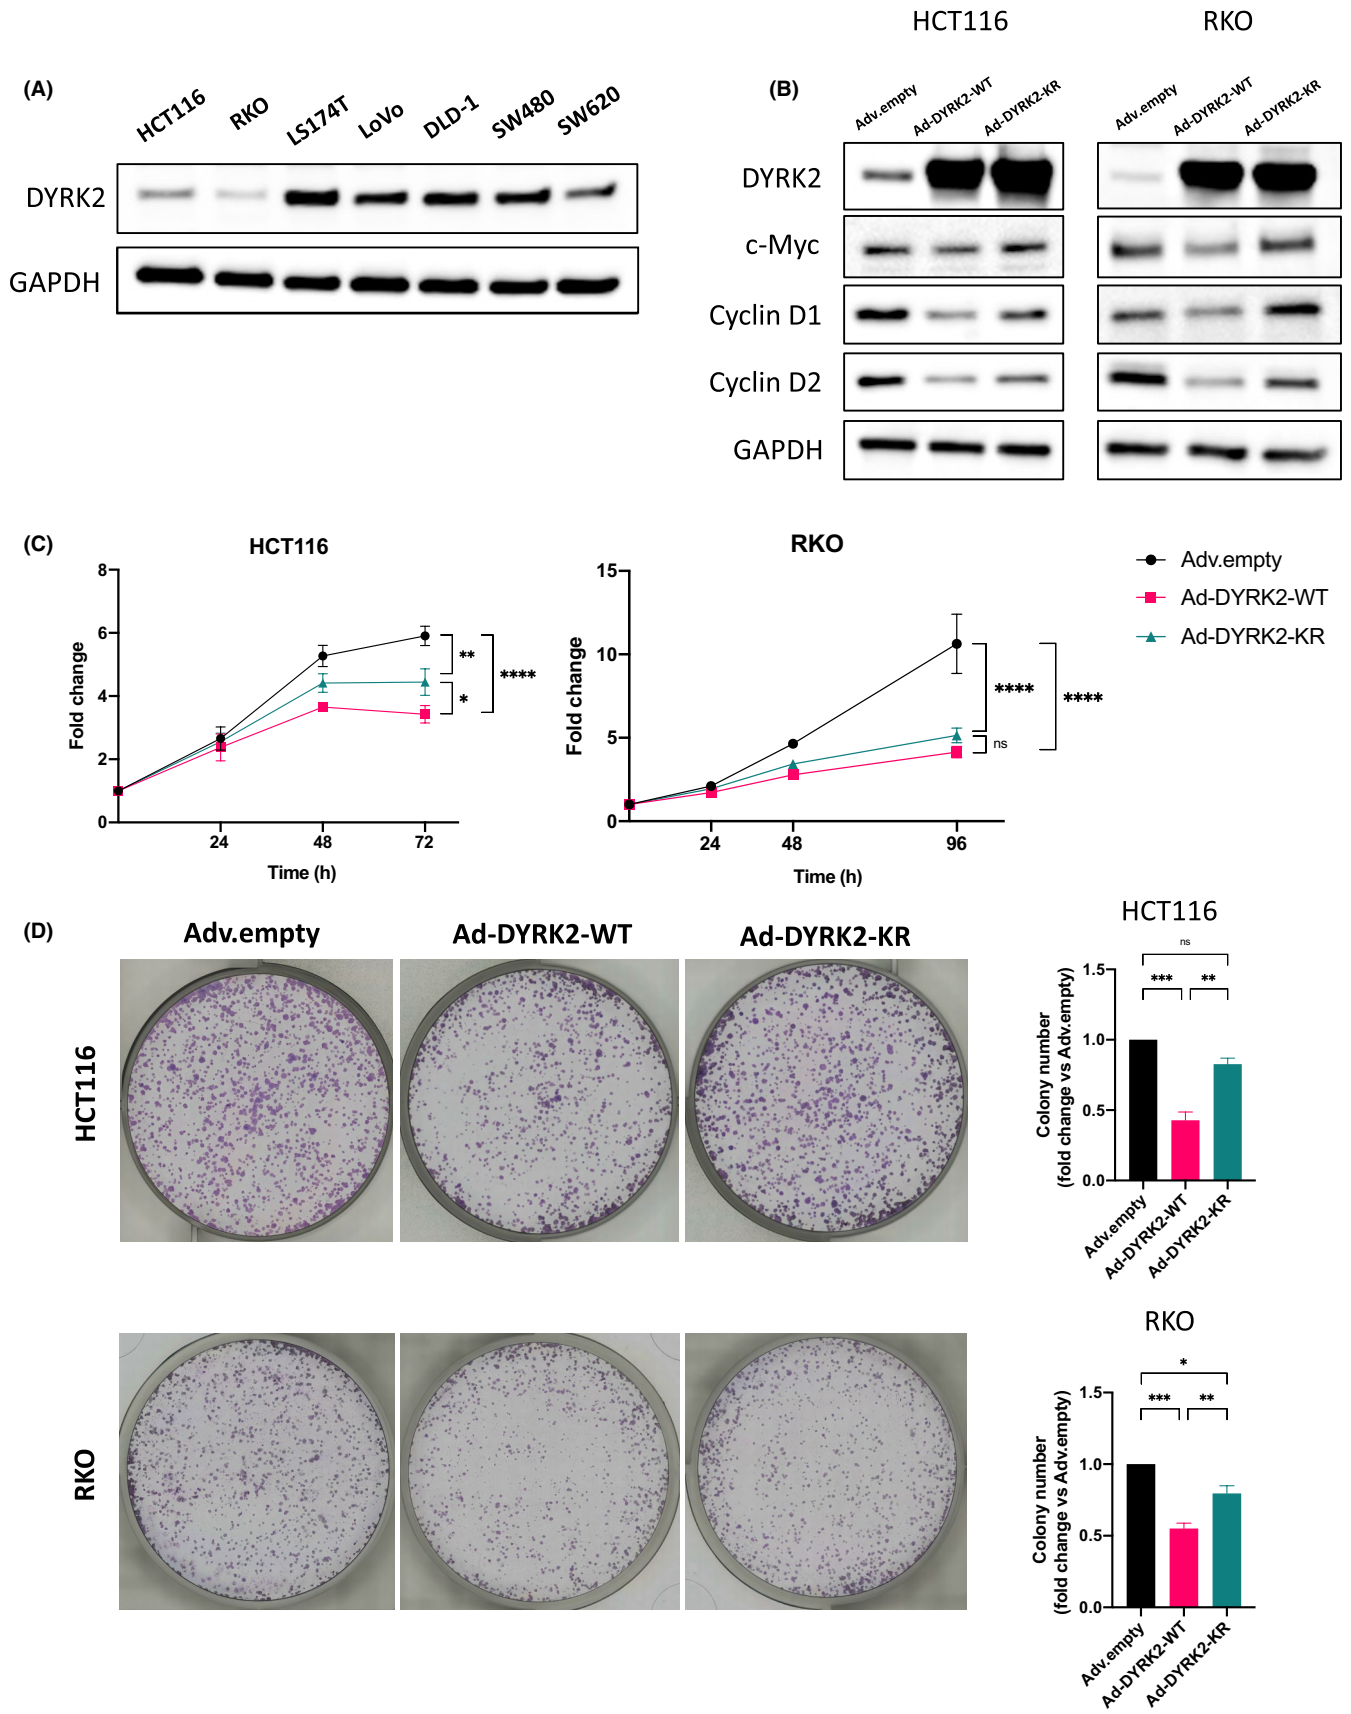 (A)
HCT116 RKO LS174T LoVo DLD-1 SW480 SW620
DYRK2
GAPDH
(B)
HCT116 RKO
Adv.empty Ad-DYRK2-WT Ad-DYRK2-KR Adv.empty Ad-DYRK2-WT Ad-DYRK2-KR
DYRK2
c-Myc
Cyclin D1
Cyclin D2
GAPDH
(C)
HCT116
Fold change
8
6
4
2
0
24 48 72
Time (h)
**
*
****
RKO
Fold change
15
10
5
0
24 48 96
Time (h)
****
ns
****
Adv.empty
Ad-DYRK2-WT
Ad-DYRK2-KR
(D)
Adv.empty Ad-DYRK2-WT Ad-DYRK2-KR
HCT116
RKO
HCT116
ns
*** **
Colony number
(fold change vs Adv.empty)
1.5
1.0
0.5
0.0
Adv.empty
Ad-DYRK2-WT
Ad-DYRK2-KR
RKO
*
*** **
Colony number
(fold change vs Adv.empty)
1.5
1.0
0.5
0.0
Adv.empty
Ad-DYRK2-WT
Ad-DYRK2-KR